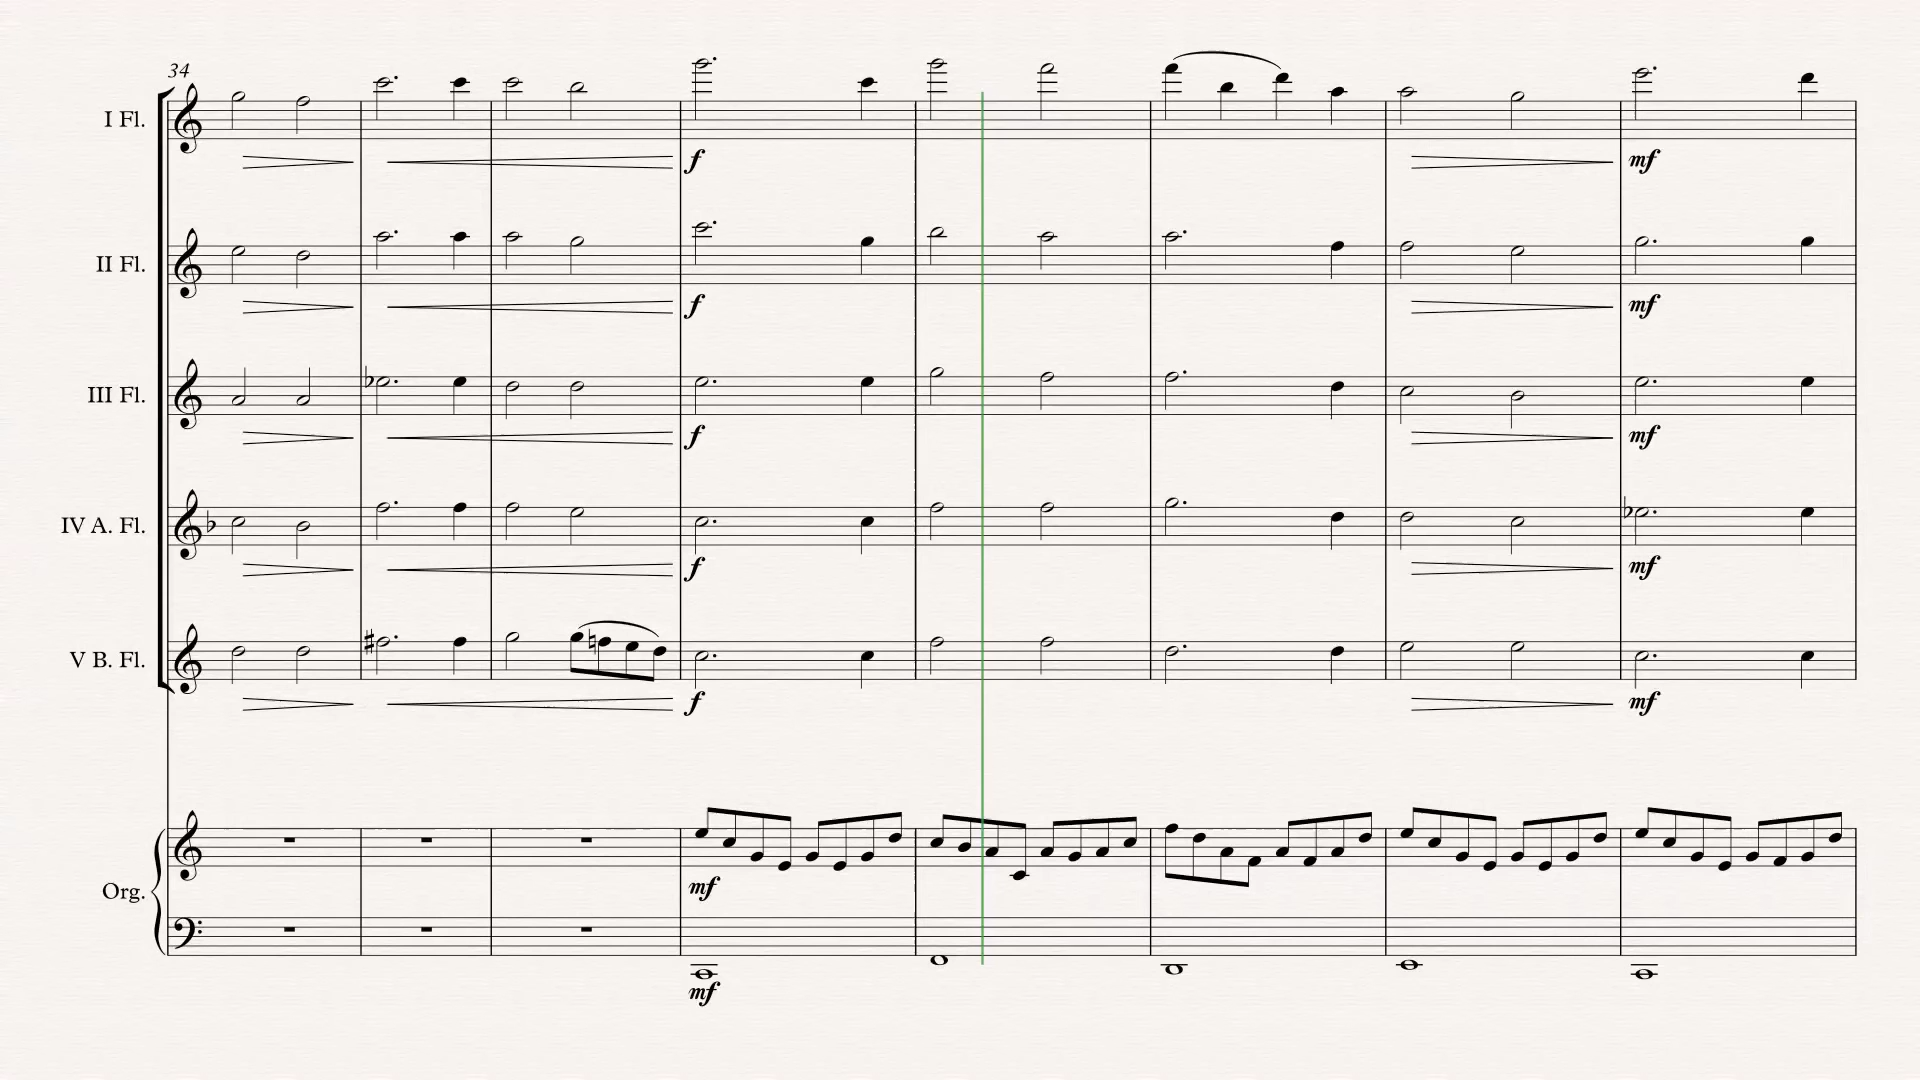 34
I Fl.
f
mf
II Fl.
f
mf
III Fl.
f
mf
IV A. Fl.
f
mf
V B. Fl.
f
mf
Org.
mf
mf